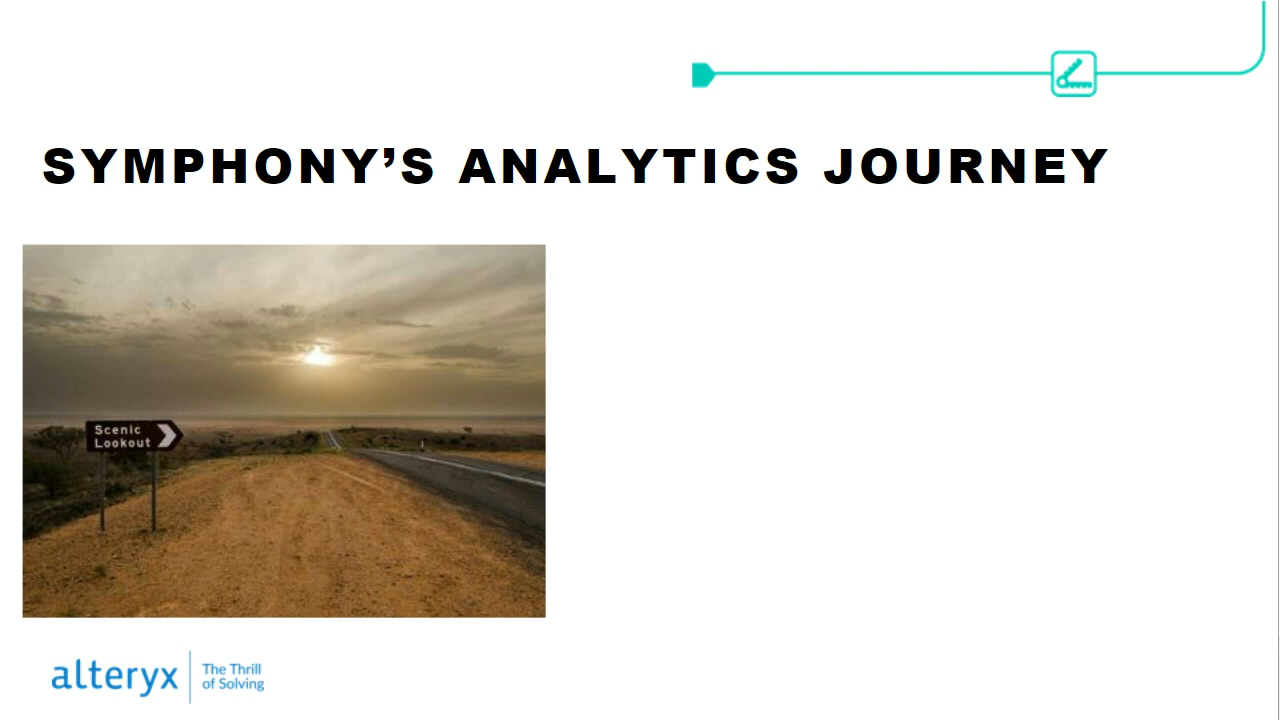 SYMPHONY’S ANALYTICS JOURNEY
Scenic
Lookout
alteryx
The Thrill
of Solving